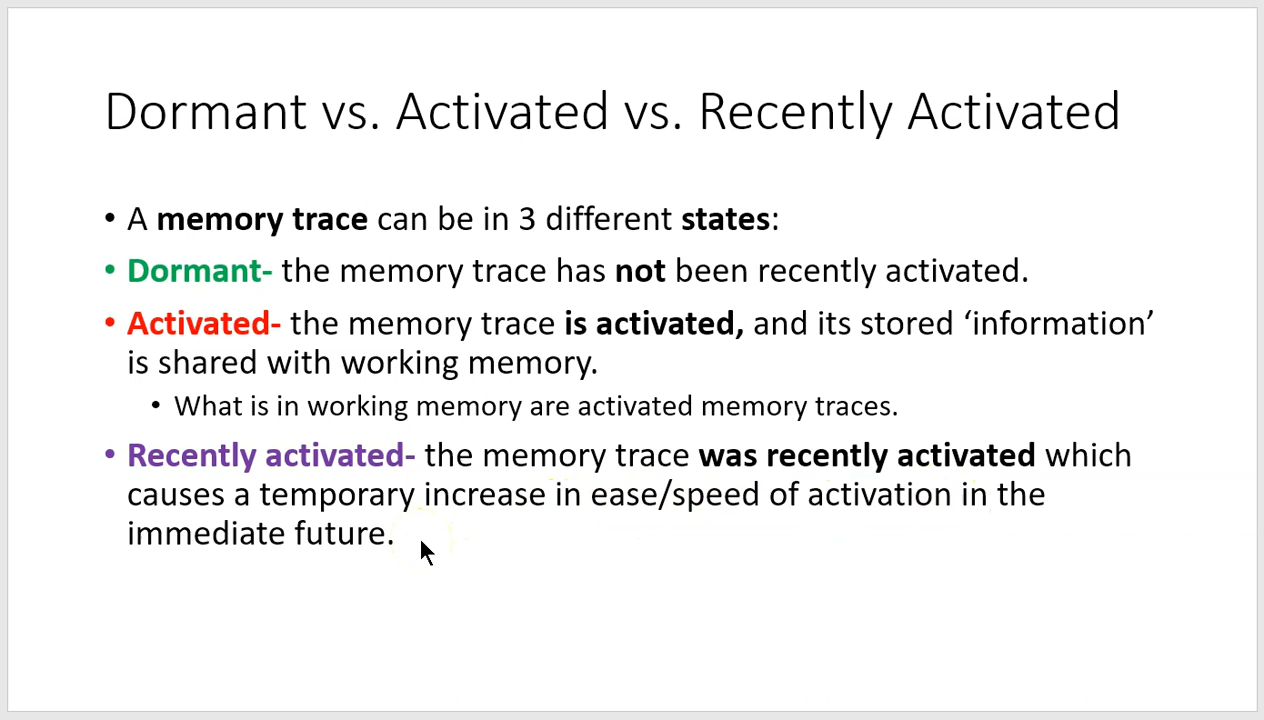 Dormant vs. Activated vs. Recently Activated
• A memory trace can be in 3 different states:
• Dormant- the memory trace has not been recently activated.
• Activated- the memory trace is activated, and its stored ‘information’
is shared with working memory.
• What is in working memory are activated memory traces.
• Recently activated- the memory trace was recently activated which
causes a temporary increase in ease/speed of activation in the
immediate future.